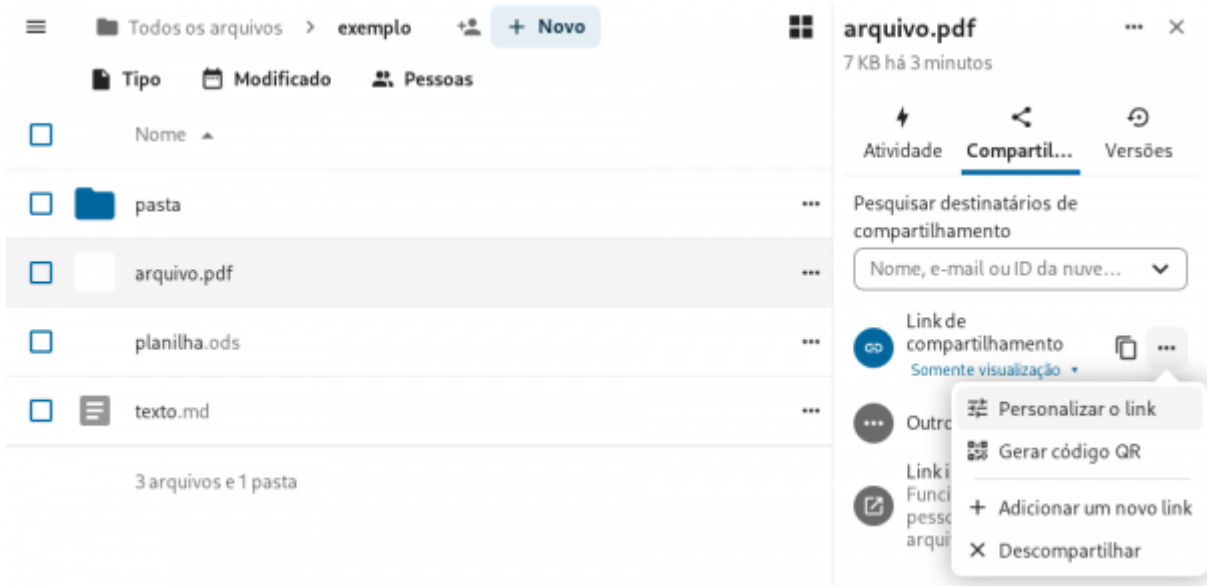 Todos os arquivos > exemplo + Novo
Tipo Modificado Pessoas
Nome
pasta
arquivo.pdf
planilha.ods
texto.md
3 arquivos e 1 pasta
arquivo.pdf
7 KB há 3 minutos
Atividade Compartil... Versões
Pesquisar destinatários de
compartilhamento
Nome, e-mail ou ID da nuve...
Link de
compartilhamento
Somente visualização
Personalizar o link
Gerar código QR
+ Adicionar um novo link
Descompartilhar
Outro
Link i
Funci
pesso
arqui